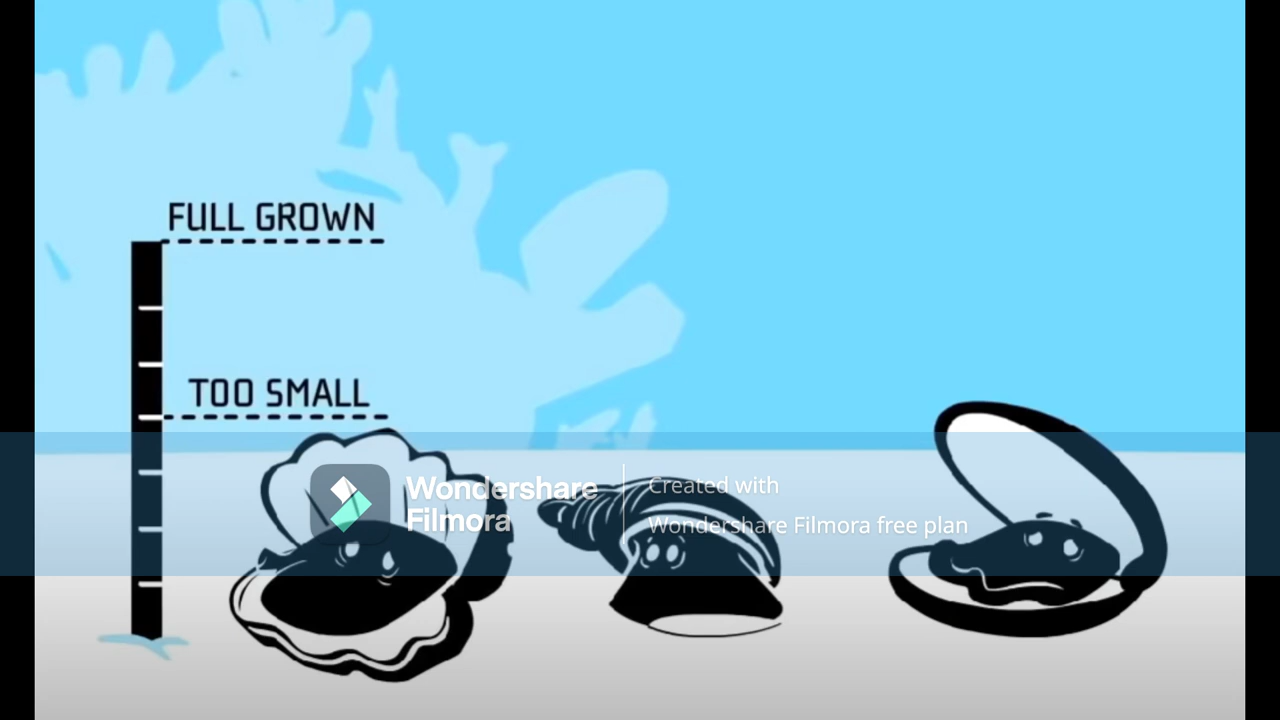 FULL GROWN
TOO SMALL
Wondershare
Filmora
Created with
Wondershare Filmora free plan